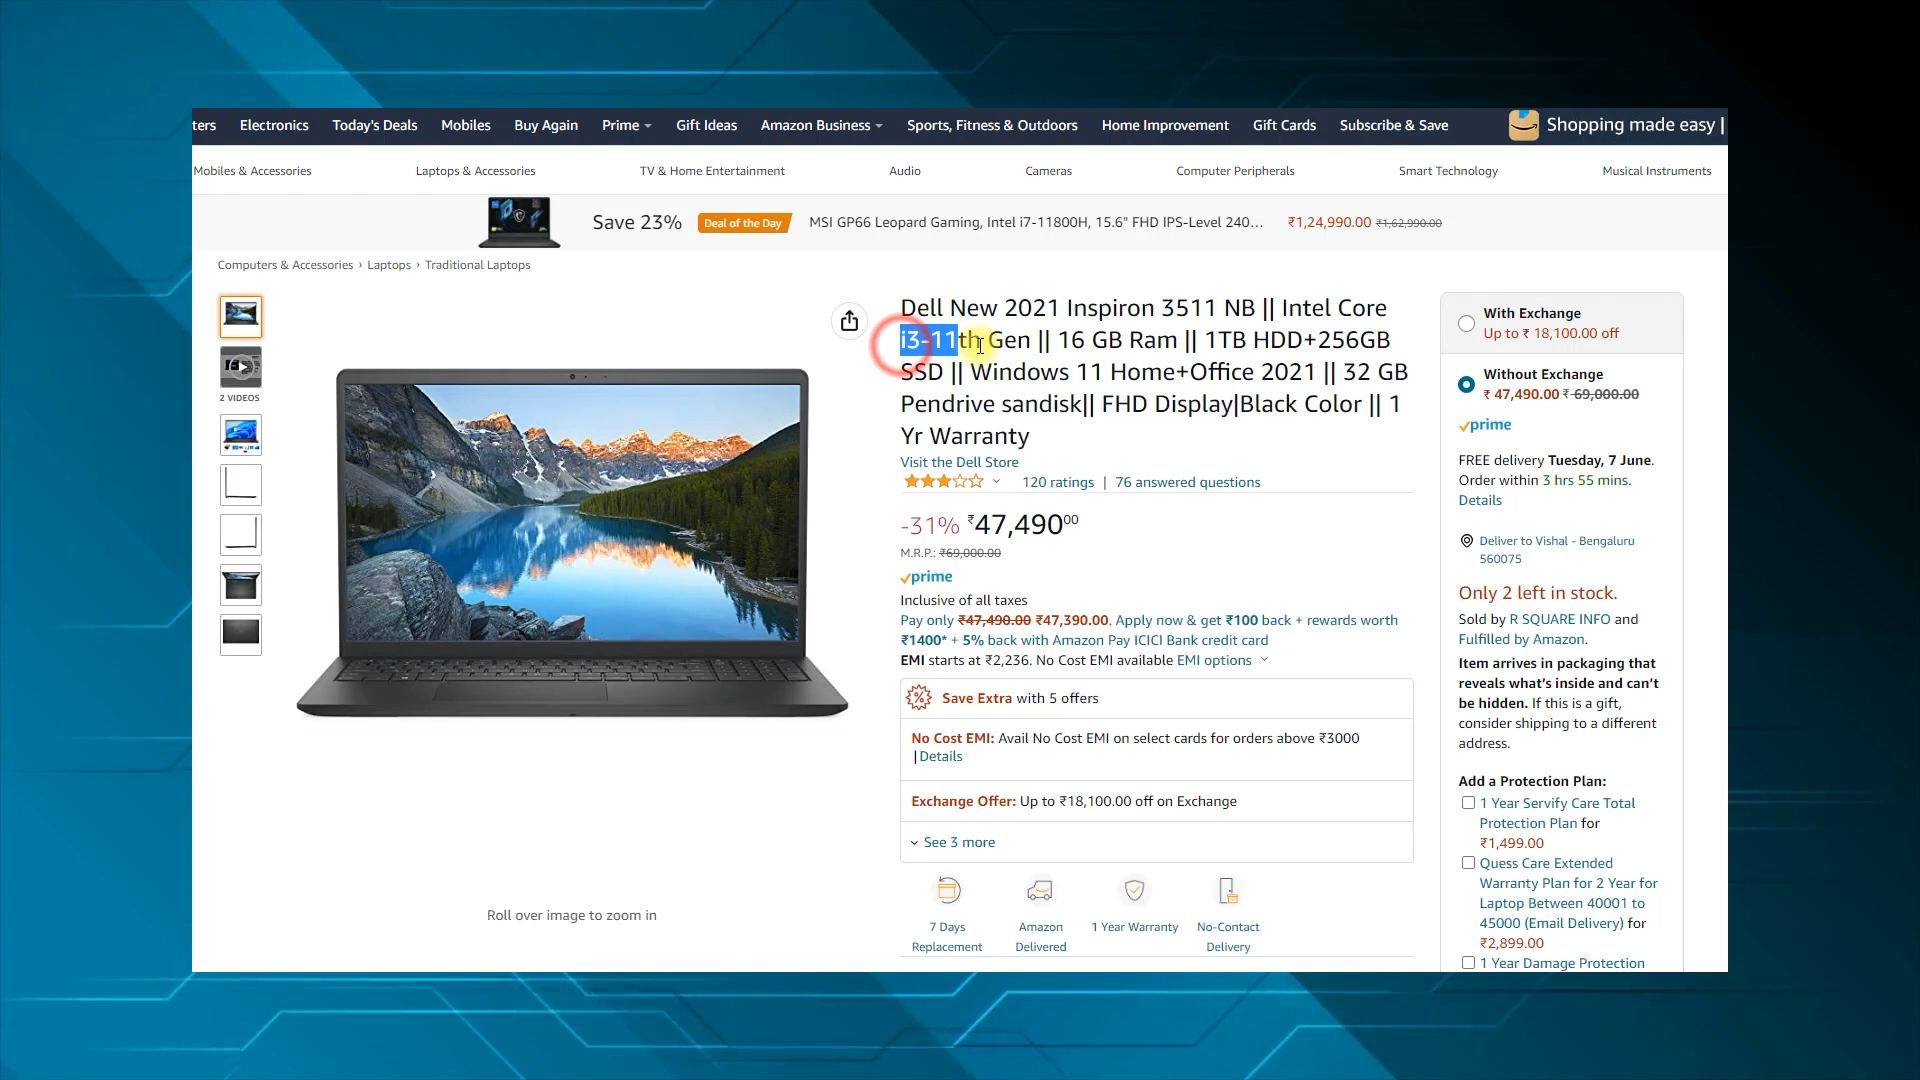 ters Electronics Today's Deals Mobiles Buy Again Prime Gift Ideas Amazon Business Sports, Fitness & Outdoors Home Improvement Gift Cards Subscribe & Save Shopping made easy |
Mobiles & Accessories Laptops & Accessories TV & Home Entertainment Audio Cameras Computer Peripherals Smart Technology Musical Instruments
Save 23% Deal of the Day MSI GP66 Leopard Gaming, Intel i7-11800H, 15.6" FHD IPS-Level 240... ₹1,24,990.00 ₹1,62,990.00
Computers & Accessories › Laptops › Traditional Laptops
2 VIDEOS
Roll over image to zoom in
Dell New 2021 Inspiron 3511 NB || Intel Core
i3-11th Gen || 16 GB Ram || 1TB HDD+256GB
SSD || Windows 11 Home+Office 2021 || 32 GB
Pendrive sandisk|| FHD Display|Black Color || 1
Yr Warranty
Visit the Dell Store
120 ratings | 76 answered questions
-31% ₹47,49000
M.R.P.: ₹69,000.00
prime
Inclusive of all taxes
Pay only ₹47,490.00 ₹47,390.00. Apply now & get ₹100 back + rewards worth
₹1400* + 5% back with Amazon Pay ICICI Bank credit card
EMI starts at ₹2,236. No Cost EMI available EMI options
Save Extra with 5 offers
No Cost EMI: Avail No Cost EMI on select cards for orders above ₹3000
|Details
Exchange Offer: Up to ₹18,100.00 off on Exchange
See 3 more
7 Days Amazon 1 Year Warranty No-Contact
Replacement Delivered Delivery
With Exchange
Up to ₹ 18,100.00 off
Without Exchange
₹ 47,490.00 ₹ 69,000.00
prime
FREE delivery Tuesday, 7 June.
Order within 3 hrs 55 mins.
Details
Deliver to Vishal - Bengaluru
560075
Only 2 left in stock.
Sold by R SQUARE INFO and
Fulfilled by Amazon.
Item arrives in packaging that
reveals what's inside and can't
be hidden. If this is a gift,
consider shipping to a different
address.
Add a Protection Plan:
1 Year Servify Care Total
Protection Plan for
₹1,499.00
Quess Care Extended
Warranty Plan for 2 Year for
Laptop Between 40001 to
45000 (Email Delivery) for
₹2,899.00
1 Year Damage Protection